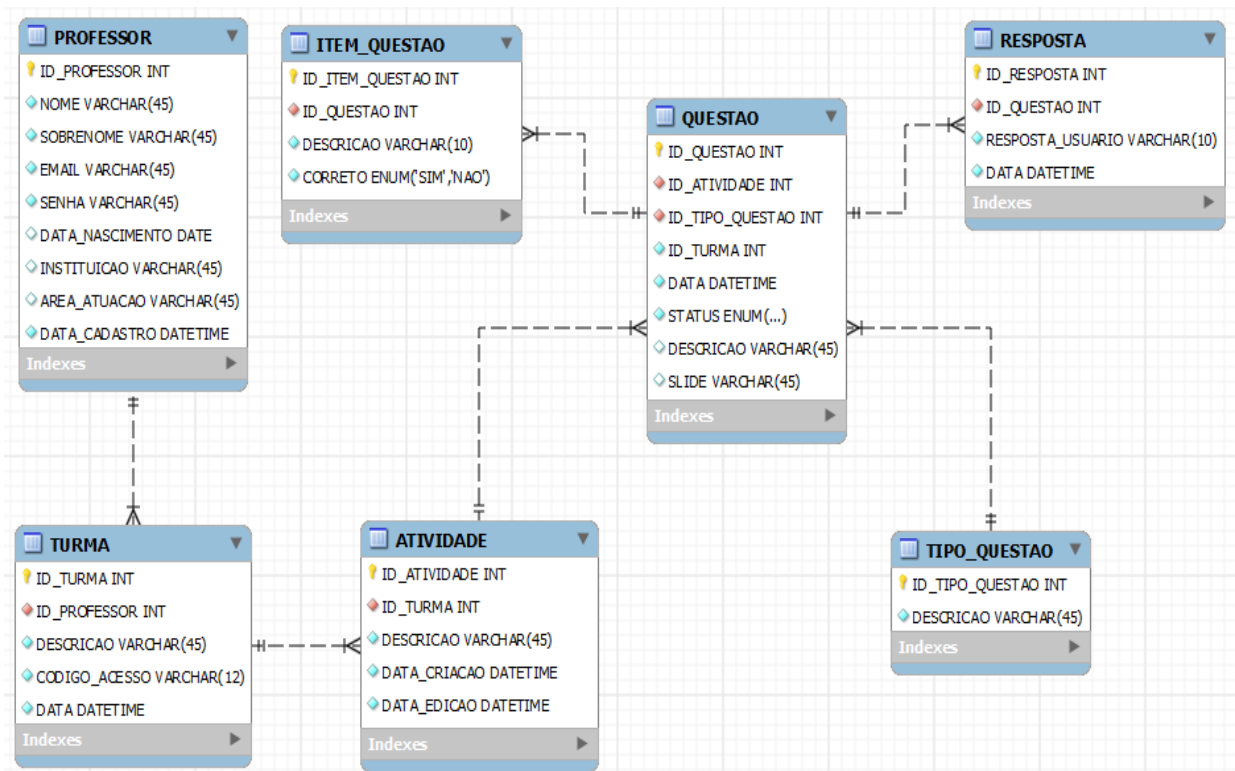 PROFESSOR
ID_PROFESSOR INT
NOME VARCHAR(45)
SOBRENOME VARCHAR(45)
EMAIL VARCHAR(45)
SENHA VARCHAR(45)
DATA_NASCIMENTO DATE
INSTITUICAO VARCHAR(45)
AREA_ATUACAO VARCHAR(45)
DATA_CADASTRO DATETIME
Indexes
ITEM_QUESTAO
ID_ITEM_QUESTAO INT
ID_QUESTAO INT
DESCRICAO VARCHAR(10)
CORRETO ENUM('SIM','NAO')
Indexes
QUESTAO
ID_QUESTAO INT
ID_ATIVIDADE INT
ID_TIPO_QUESTAO INT
ID_TURMA INT
DATA DATETIME
STATUS ENUM(...)
DESCRICAO VARCHAR(45)
SLIDE VARCHAR(45)
Indexes
RESPOSTA
ID_RESPOSTA INT
ID_QUESTAO INT
RESPOSTA_USUARIO VARCHAR(10)
DATA DATETIME
Indexes
TURMA
ID_TURMA INT
ID_PROFESSOR INT
DESCRICAO VARCHAR(45)
CODIGO_ACESSO VARCHAR(12)
DATA DATETIME
Indexes
ATIVIDADE
ID_ATIVIDADE INT
ID_TURMA INT
DESCRICAO VARCHAR(45)
DATA_CRIACAO DATETIME
DATA_EDICAO DATETIME
Indexes
TIPO_QUESTAO
ID_TIPO_QUESTAO INT
DESCRICAO VARCHAR(45)
Indexes